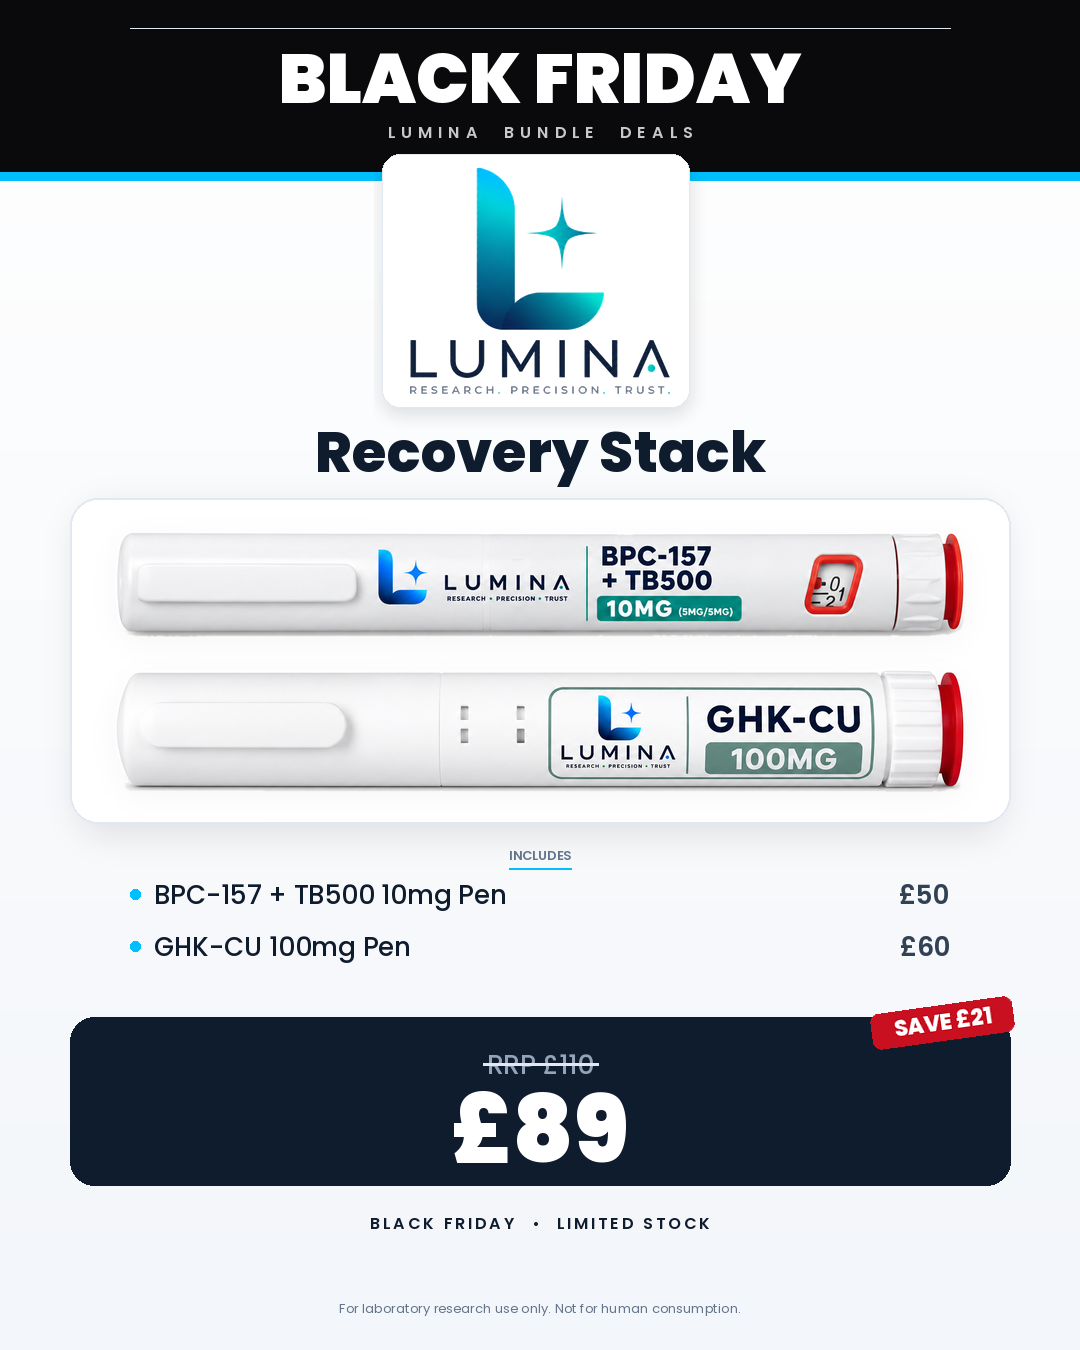 BLACK FRIDAY
LUMINA BUNDLE DEALS
LUMINA
RESEARCH. PRECISION. TRUST.
Recovery Stack
LUMINA
RESEARCH • PRECISION • TRUST
BPC-157
+ TB500
10MG (5MG/5MG)
0
1
2
LUMINA
RESEARCH • PRECISION • TRUST
GHK-CU
100MG
INCLUDES
BPC-157 + TB500 10mg Pen £50
GHK-CU 100mg Pen £60
SAVE £21
RRP £110
£89
BLACK FRIDAY • LIMITED STOCK
For laboratory research use only. Not for human consumption.